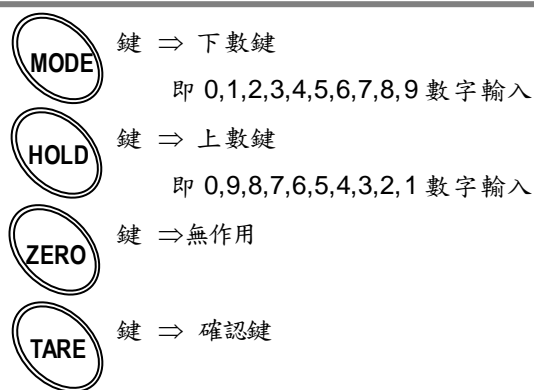 MODE 鍵 ⇒ 下數鍵
即 0,1,2,3,4,5,6,7,8,9 數字輸入
HOLD 鍵 ⇒ 上數鍵
即 0,9,8,7,6,5,4,3,2,1 數字輸入
ZERO 鍵 ⇒無作用
TARE 鍵 ⇒ 確認鍵